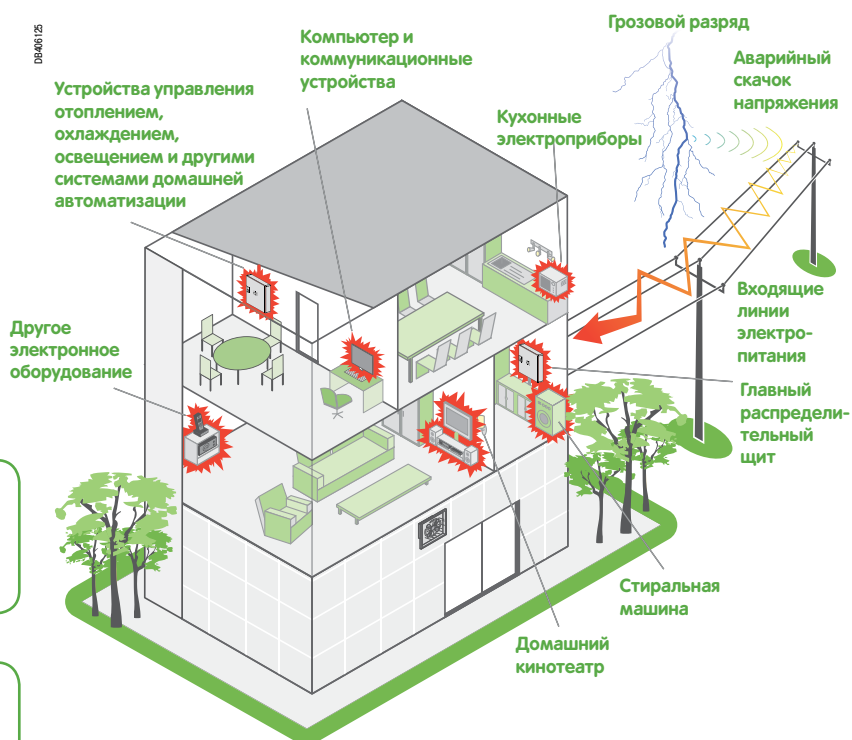 DB406125
Грозовой разряд
Компьютер и
коммуникационные
устройства
Аварийный
скачок
напряжения
Устройства управления
отоплением,
охлаждением,
освещением и другими
системами домашней
автоматизации
Кухонные
электроприборы
Входящие
линии
электро-
питания
Другое
электронное
оборудование
Главный
распредели-
тельный
щит
Стиральная
машина
Домашний
кинотеатр